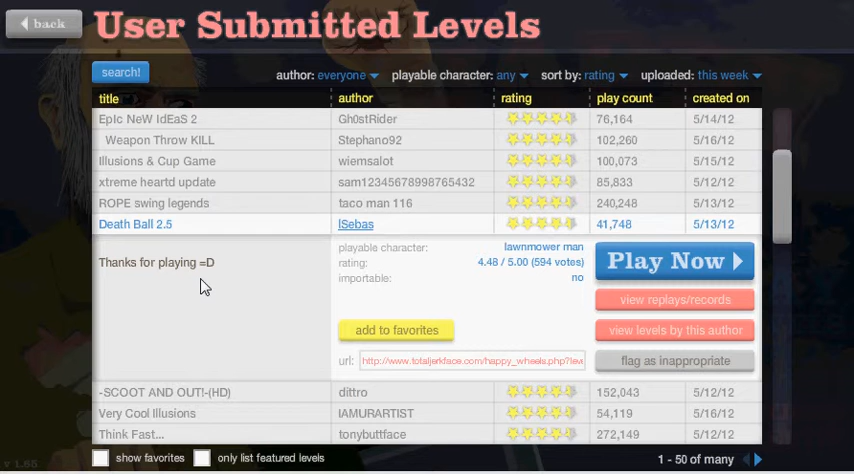 back
User Submitted Levels
search!
author: everyone playable character: any sort by: rating uploaded: this week
title author rating play count created on
EpIc NeW IdEaS 2 Gh0stRider 76,164 5/14/12
Weapon Throw KILL Stephano92 102,260 5/16/12
Illusions & Cup Game wiemsalot 100,073 5/15/12
xtreme heartd update sam12345678998765432 85,833 5/12/12
ROPE swing legends taco man 116 240,248 5/13/12
Death Ball 2.5 lSebas 41,748 5/13/12
Thanks for playing =D
playable character: lawnmower man
rating: 4.48 / 5.00 (594 votes)
importable: no
Play Now
view replays/records
add to favorites
view levels by this author
url: http://www.totaljerkface.com/happy_wheels.php?lev
flag as inappropriate
-SCOOT AND OUT!-(HD) dittro 152,043 5/12/12
Very Cool Illusions IAMURARTIST 54,119 5/16/12
Think Fast... tonybuttface 272,149 5/12/12
show favorites only list featured levels 1 - 50 of many
v 1.65